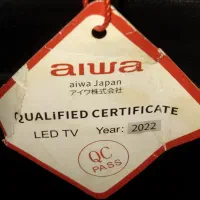 aiwa
aiwa Japan
アイワ株式会社
QUALiFiED CERTIFICATE
LED TV Year: 2022
QC
PASS